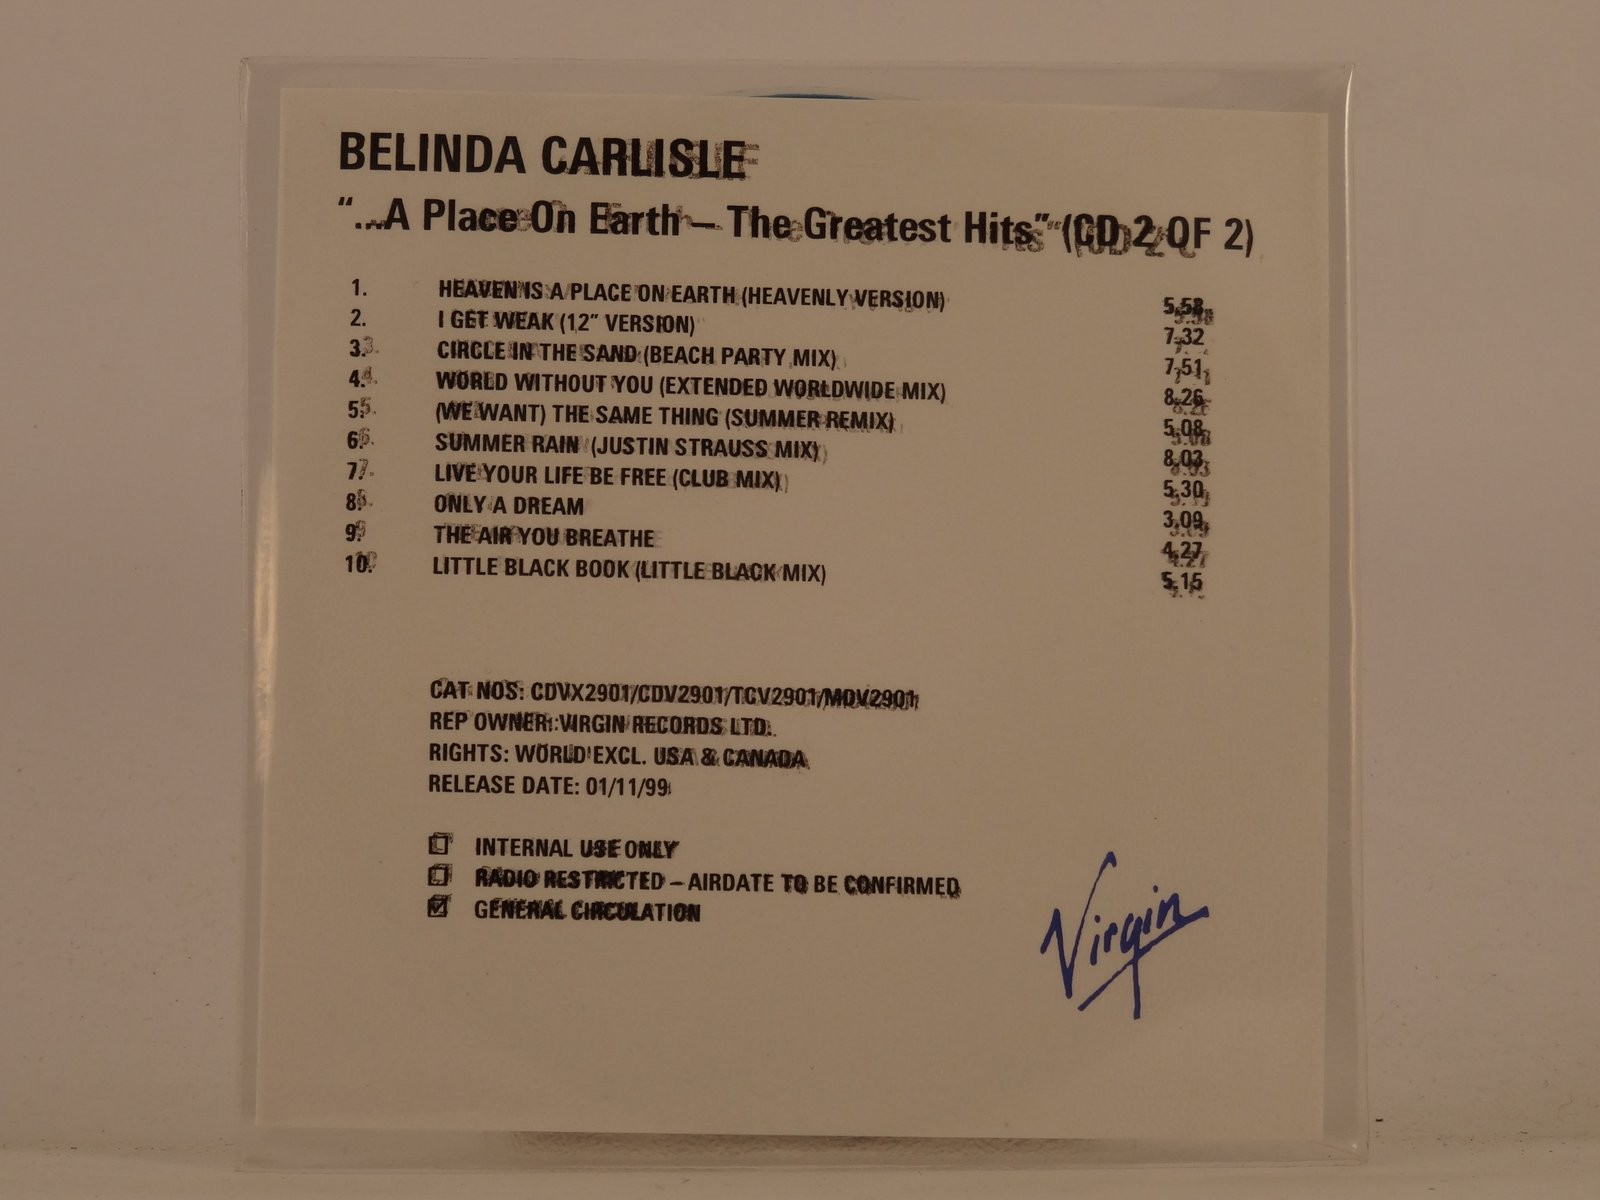 BELINDA CARLISLE
“...A Place On Earth – The Greatest Hits” (CD 2 OF 2)
1. HEAVEN IS A PLACE ON EARTH (HEAVENLY VERSION) 5.58
2. I GET WEAK (12” VERSION) 7.32
3. CIRCLE IN THE SAND (BEACH PARTY MIX) 7.51
4. WORLD WITHOUT YOU (EXTENDED WORLDWIDE MIX) 8.26
5. (WE WANT) THE SAME THING (SUMMER REMIX) 5.08
6. SUMMER RAIN (JUSTIN STRAUSS MIX) 8.03
7. LIVE YOUR LIFE BE FREE (CLUB MIX) 5.30
8. ONLY A DREAM 3.09
9. THE AIR YOU BREATHE 4.27
10. LITTLE BLACK BOOK (LITTLE BLACK MIX) 5.15
CAT NOS: CDVX2901/CDV2901/TCV2901/MDV2901
REP OWNER: VIRGIN RECORDS LTD.
RIGHTS: WORLD EXCL. USA & CANADA
RELEASE DATE: 01/11/99
INTERNAL USE ONLY
RADIO RESTRICTED – AIRDATE TO BE CONFIRMED
GENERAL CIRCULATION
Virgin